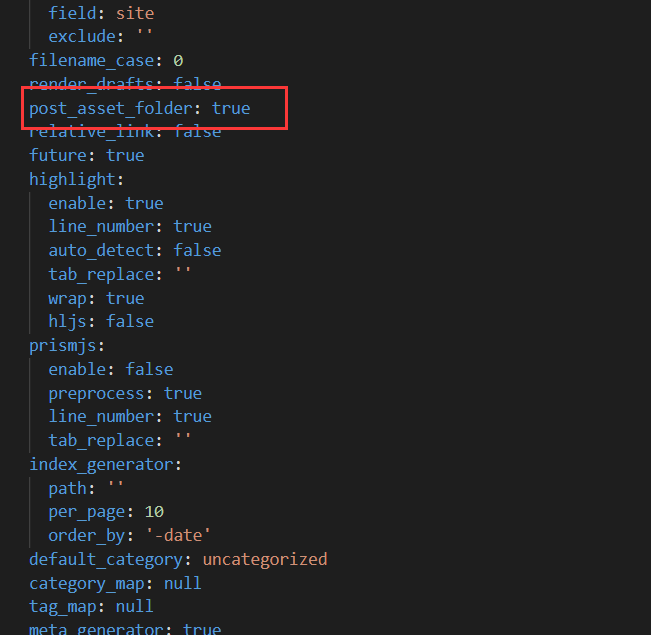 field: site
exclude: ''
filename_case: 0
render_drafts: false
post_asset_folder: true
relative_link: false
future: true
highlight:
enable: true
line_number: true
auto_detect: false
tab_replace: ''
wrap: true
hljs: false
prismjs:
enable: false
preprocess: true
line_number: true
tab_replace: ''
index_generator:
path: ''
per_page: 10
order_by: '-date'
default_category: uncategorized
category_map: null
tag_map: null
meta_generator: true